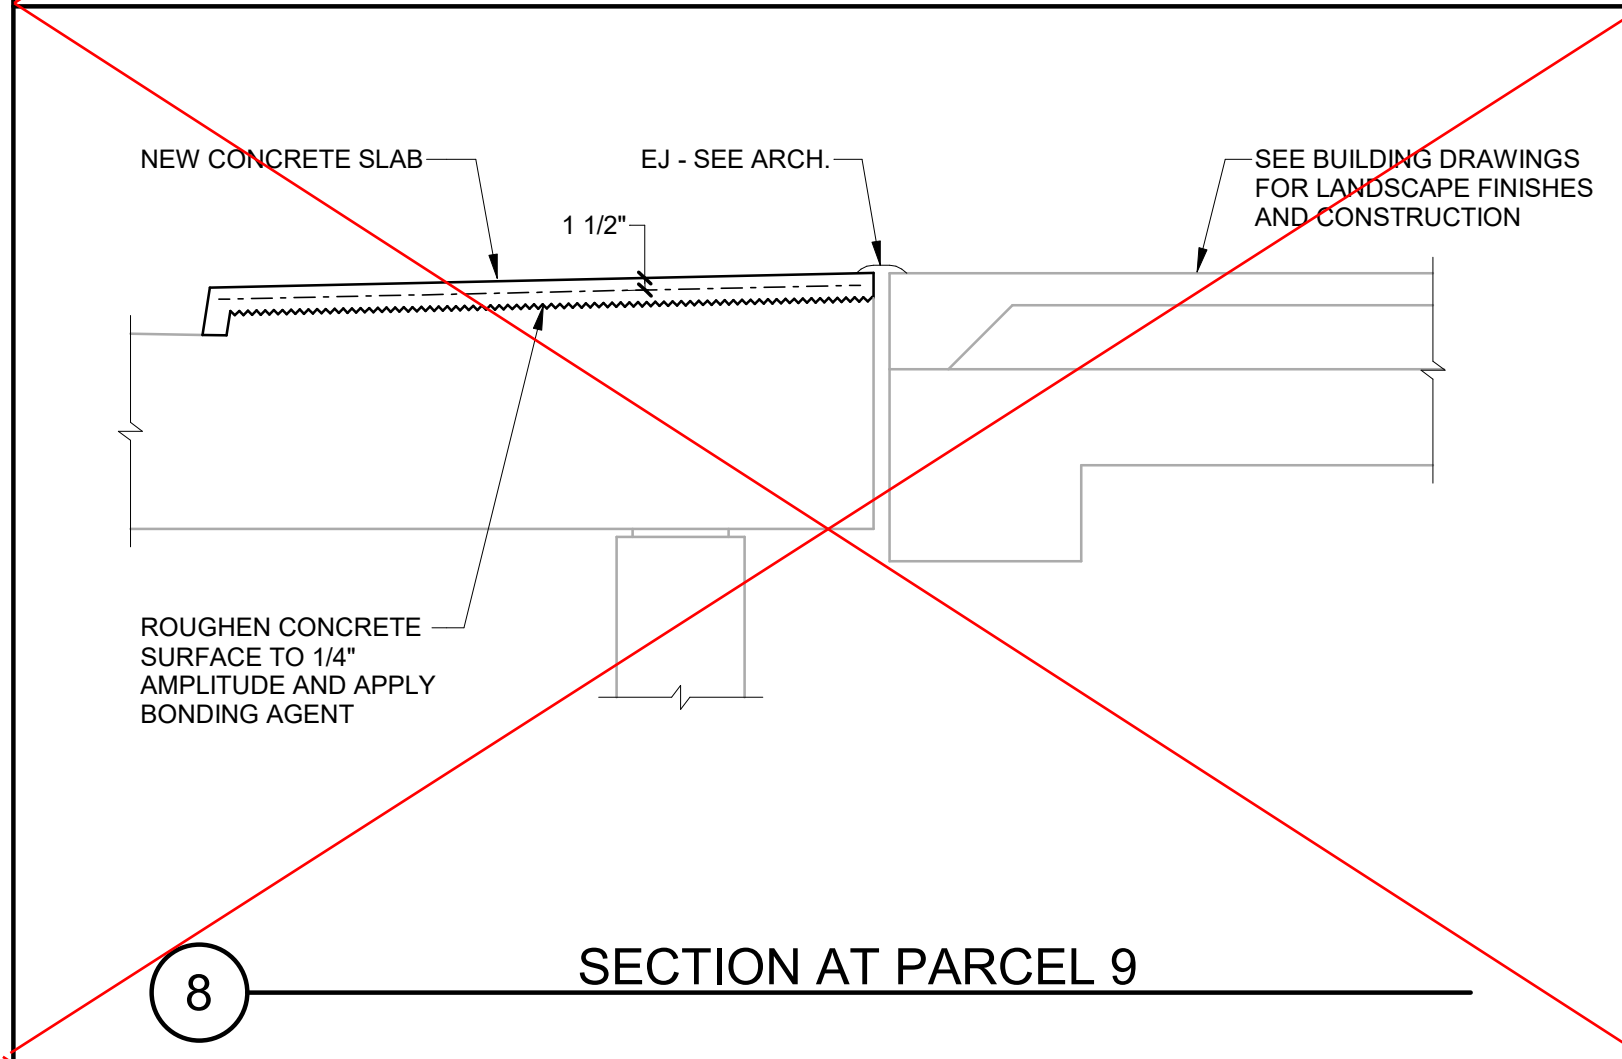 NEW CONCRETE SLAB
EJ - SEE ARCH.
SEE BUILDING DRAWINGS
FOR LANDSCAPE FINISHES
AND CONSTRUCTION
1 1/2"
ROUGHEN CONCRETE
SURFACE TO 1/4"
AMPLITUDE AND APPLY
BONDING AGENT
8
SECTION AT PARCEL 9